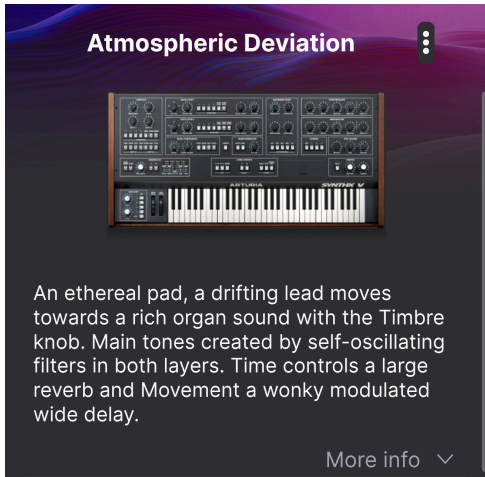 Atmospheric Deviation
ARTURIA
SYNTHX V
An ethereal pad, a drifting lead moves
towards a rich organ sound with the Timbre
knob. Main tones created by self-oscillating
filters in both layers. Time controls a large
reverb and Movement a wonky modulated
wide delay.
More info